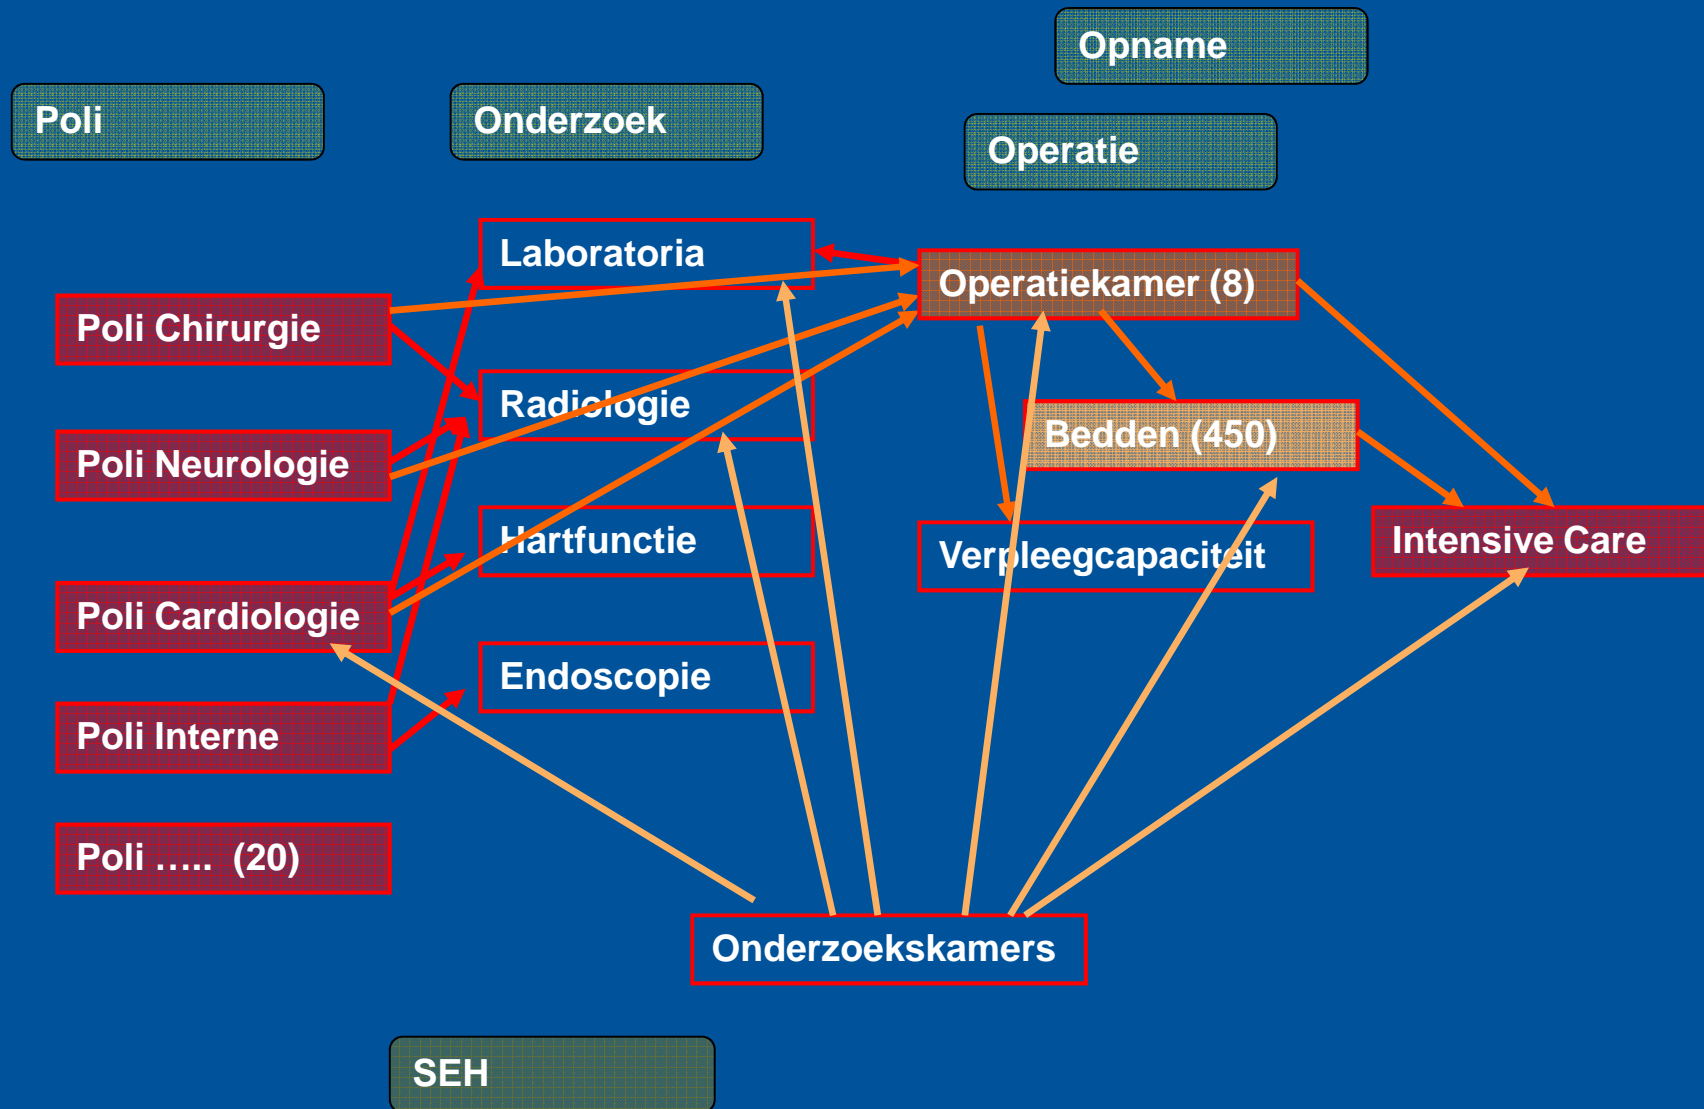 Opname
Poli
Onderzoek
Operatie
Laboratoria
Operatiekamer (8)
Poli Chirurgie
Radiologie
Bedden (450)
Poli Neurologie
Hartfunctie
Verpleegcapaciteit
Intensive Care
Poli Cardiologie
Endoscopie
Poli Interne
Poli ….. (20)
Onderzoekskamers
SEH